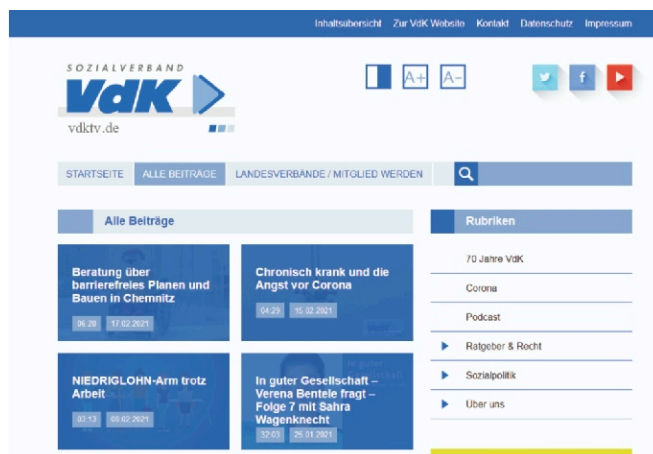 Inhaltsübersicht Zur VdK Website Kontakt Datenschutz Impressum
SOZIALVERBAND
VdK
vdktv.de
A+ A-
STARTSEITE ALLE BEITRÄGE LANDESVERBÄNDE / MITGLIED WERDEN
Alle Beiträge
Beratung über
barrierefreies Planen und
Bauen in Chemnitz
06:28 17.02.2021
Chronisch krank und die
Angst vor Corona
04:29 15.02.2021
NIEDRIGLOHN-Arm trotz
Arbeit
03:13
In guter Gesellschaft –
Verena Bentele fragt –
Folge 7 mit Sahra
Wagenknecht
32:03 25.01.2021
Rubriken
70 Jahre VdK
Corona
Podcast
Ratgeber & Recht
Sozialpolitik
Über uns